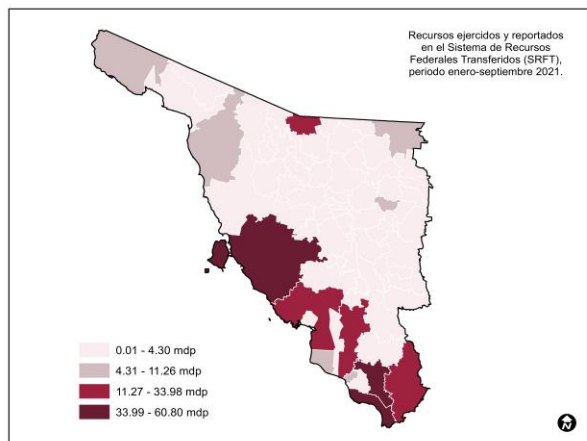 Recursos ejercidos y reportados
en el Sistema de Recursos
Federales Transferidos (SRFT),
periodo enero-septiembre 2021.
0.01 - 4.30 mdp
4.31 - 11.26 mdp
11.27 - 33.98 mdp
33.99 - 60.80 mdp
N